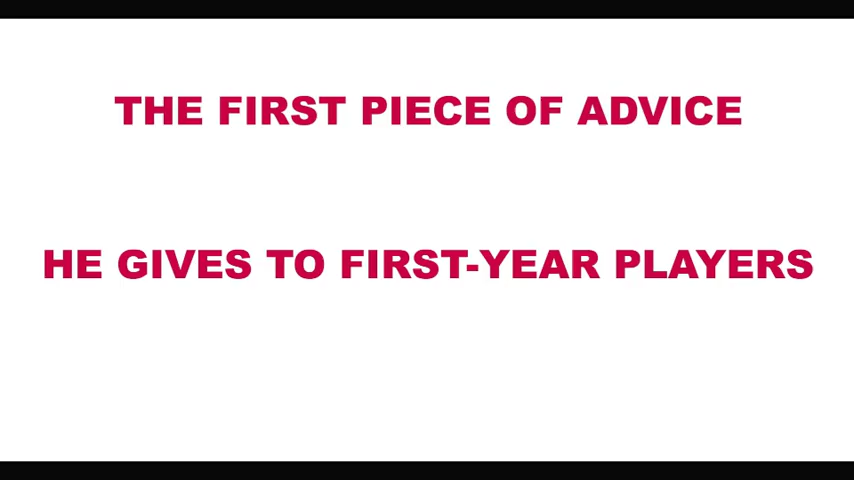 THE FIRST PIECE OF ADVICE
HE GIVES TO FIRST-YEAR PLAYERS